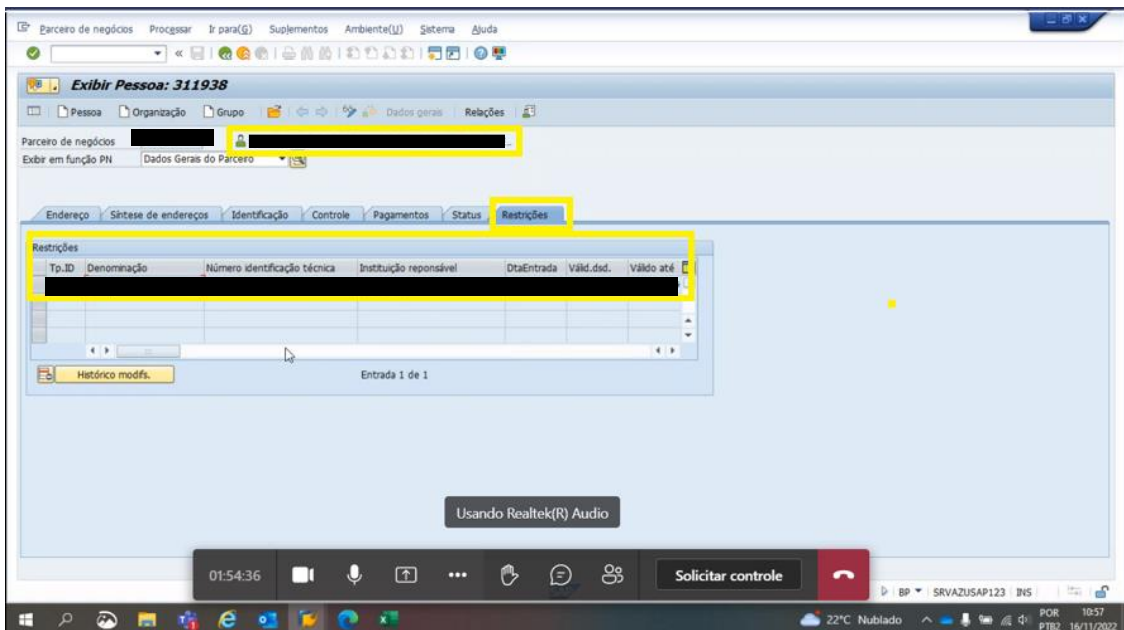 Parceiro de negócios Processar Ir para(G) Suplementos Ambiente(U) Sistema Ajuda
Exibir Pessoa: 311938
Pessoa Organização Grupo Dados gerais Relações
Parceiro de negócios
Exibir em função PN Dados Gerais do Parceiro
Endereço Síntese de endereços Identificação Controle Pagamentos Status Restrições
Restrições
Tp.ID Denominação Número identificação técnica Instituição reponsável DtaEntrada Válid.dsd. Válido até
Histórico modifs. Entrada 1 de 1
Usando Realtek(R) Audio
01:54:36 Solicitar controle
BP SRVAZUSAP123 INS
22°C Nublado POR 10:57
PTB2 16/11/2022